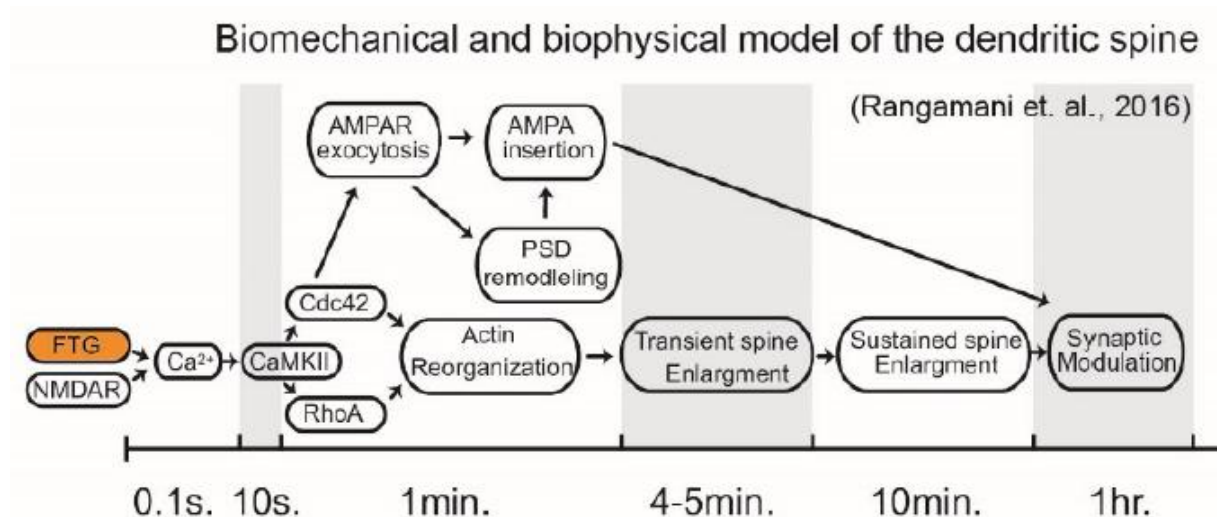 Biomechanical and biophysical model of the dendritic spine
(Rangamani et. al., 2016)
AMPAR
exocytosis
AMPA
insertion
PSD
remodleling
Cdc42
FTG
NMDAR
Ca²⁺
CaMKII
RhoA
Actin
Reorganization
Transient spine
Enlargment
Sustained spine
Enlargment
Synaptic
Modulation
0.1s. 10s. 1min. 4-5min. 10min. 1hr.